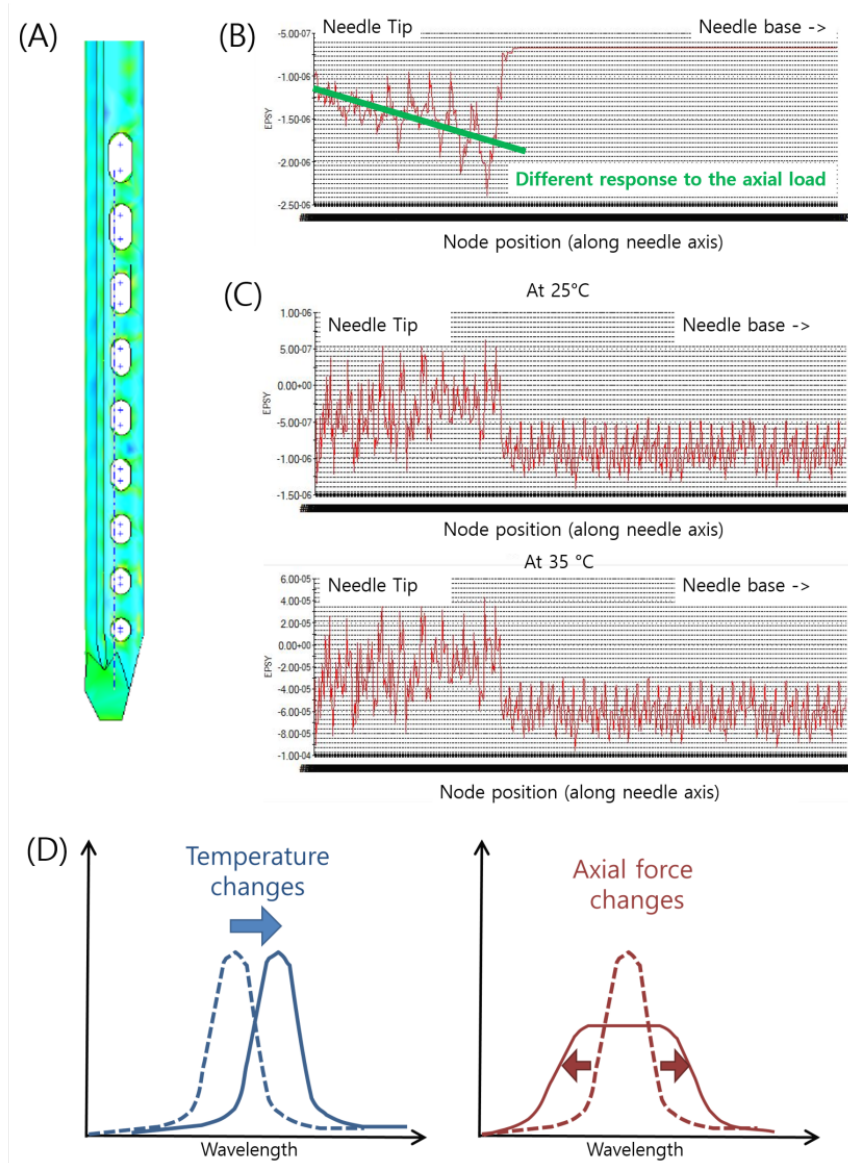 (A)
(B)
Needle Tip
Needle base ->
-5.00-07
-1.00-06
-1.50-06
-2.00-06
-2.50-06
EPSY
Different response to the axial load
Node position (along needle axis)
(C)
At 25°C
Needle Tip
Needle base ->
1.00-06
5.00-07
0.00+00
-5.00-07
-1.00-06
-1.50-06
EPSY
Node position (along needle axis)
At 35 °C
Needle Tip
Needle base ->
6.00-05
4.00-05
2.00-05
0.00+00
-2.00-05
-4.00-05
-6.00-05
-8.00-05
-1.00-04
EPSY
Node position (along needle axis)
(D)
Temperature
changes
Wavelength
Axial force
changes
Wavelength